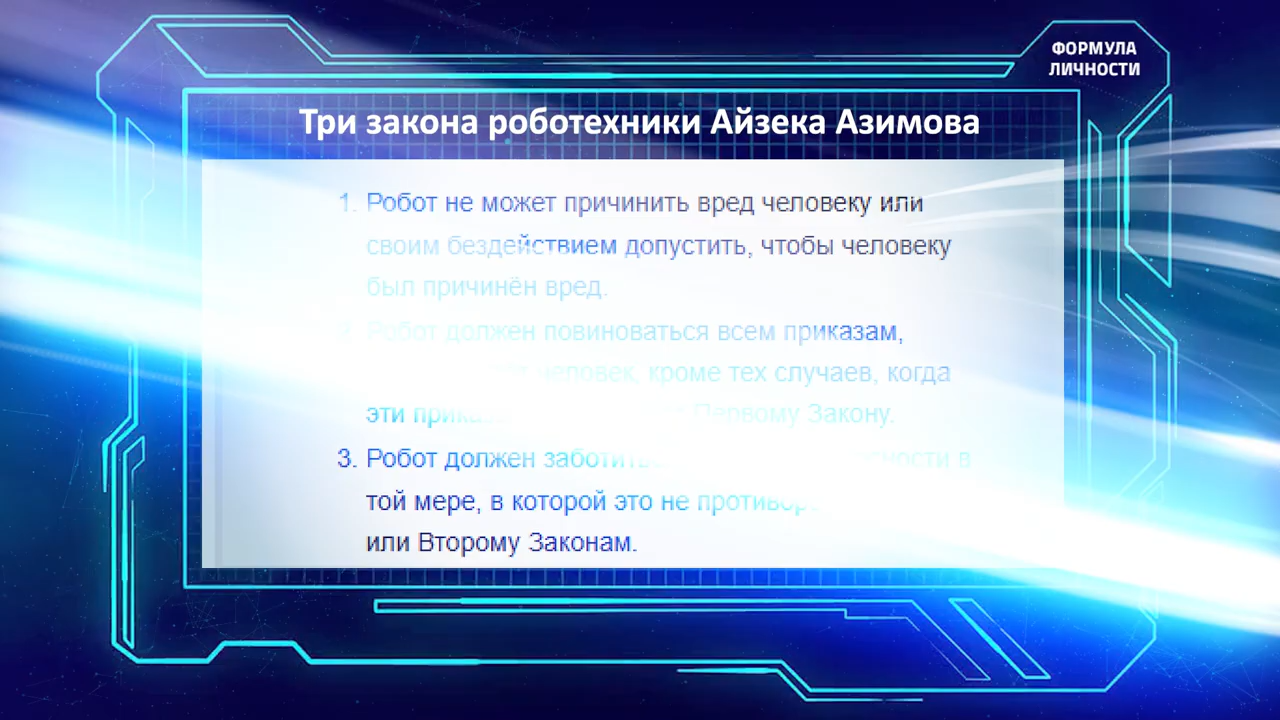 ФОРМУЛА
ЛИЧНОСТИ
Три закона роботехники Айзека Азимова
1. Робот не может причинить вред человеку или
своим бездействием допустить, чтобы человеку
был причинён вред.
Робот должен повиноваться всем приказам,
человек, кроме тех случаев, когда
эти Первому Закону.
3. Робот должен в
той мере, в которой это не
или Второму Законам.